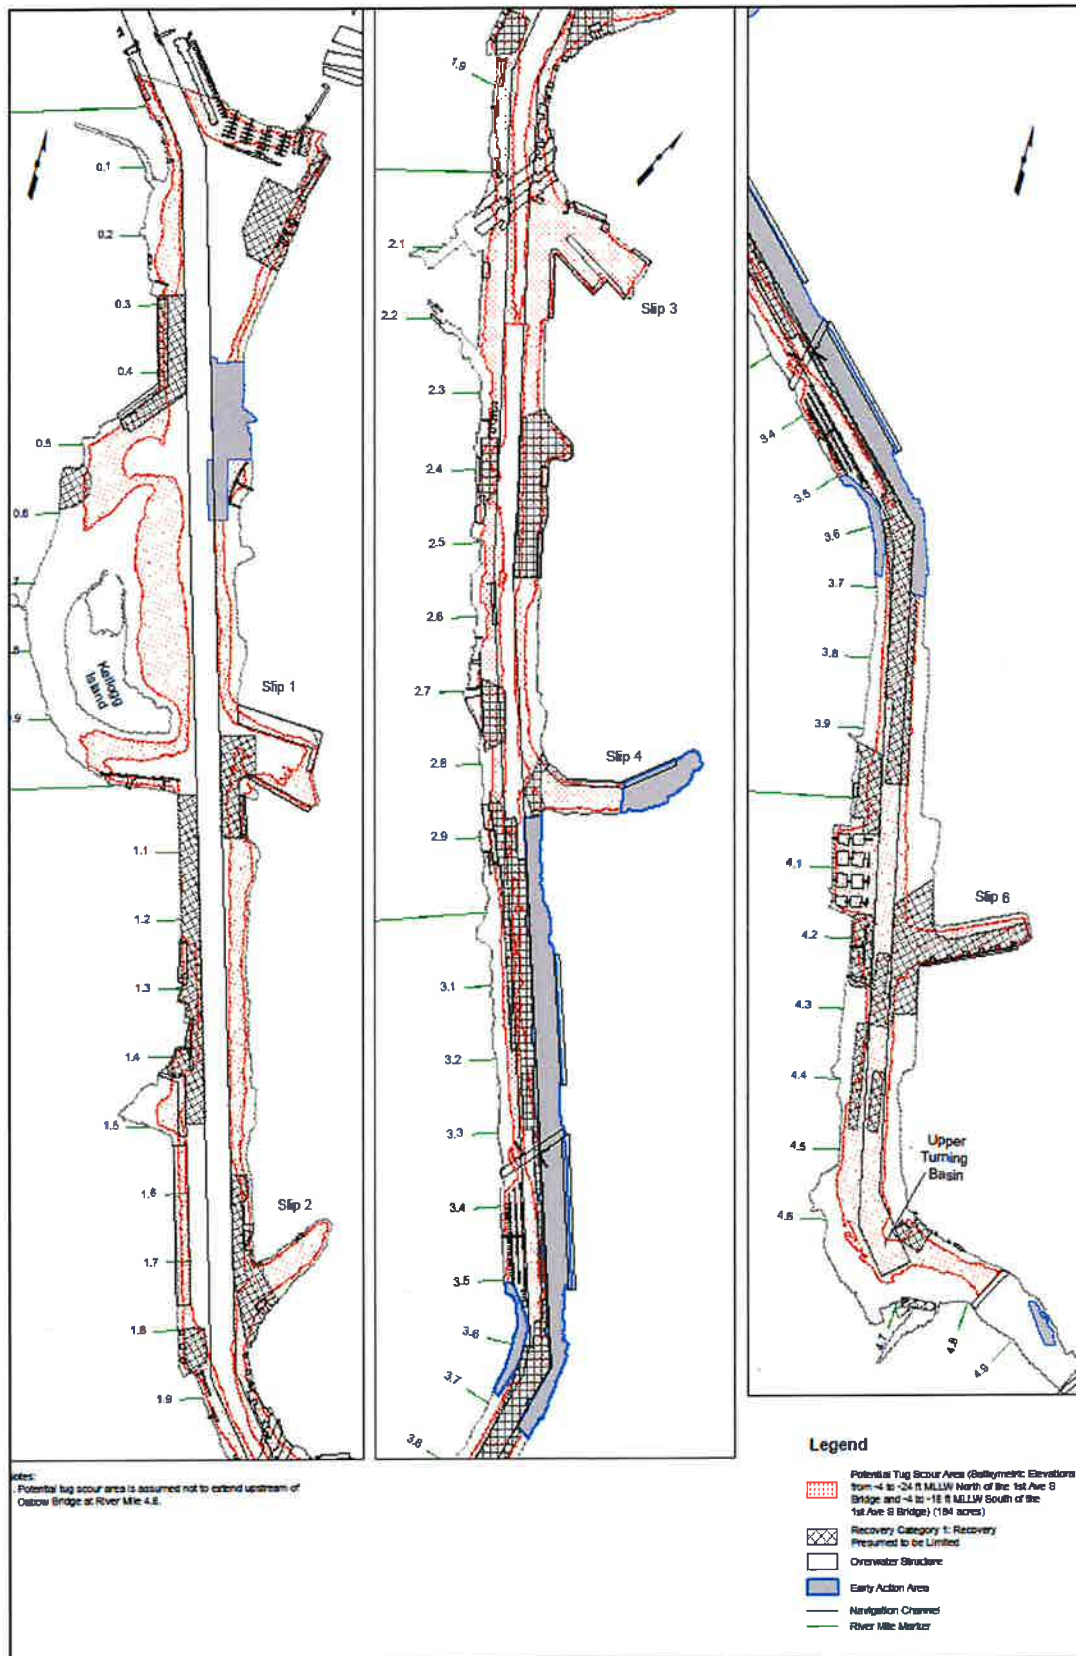 0.1
0.2
0.3
0.4
0.5
0.6
7
8
.9
Kellogg
Island
Slip 1
1.1
1.2
1.3
1.4
1.5
1.6
1.7
1.8
1.9
Slip 2
1.9
2.1
2.2
Slip 3
2.3
2.4
2.5
2.6
2.7
2.8
Slip 4
2.9
3.1
3.2
3.3
3.4
3.5
3.6
3.7
3.8
3.4
3.5
3.6
3.7
3.8
3.9
4.1
4.2
Slip 6
4.3
4.4
4.5
Upper
Turning
Basin
4.6
4.7
4.8
4.9
otes:
. Potential tug scour area is assumed not to extend upstream of
Oxbow Bridge at River Mile 4.8.
Legend
Potential Tug Scour Area (Bathymetric Elevations
from -4 to -24 ft MLLW North of the 1st Ave S
Bridge and -4 to -18 ft MLLW South of the
1st Ave S Bridge) (184 acres)
Recovery Category 1: Recovery
Presumed to be Limited
Overwater Structure
Early Action Area
Navigation Channel
River Mile Marker